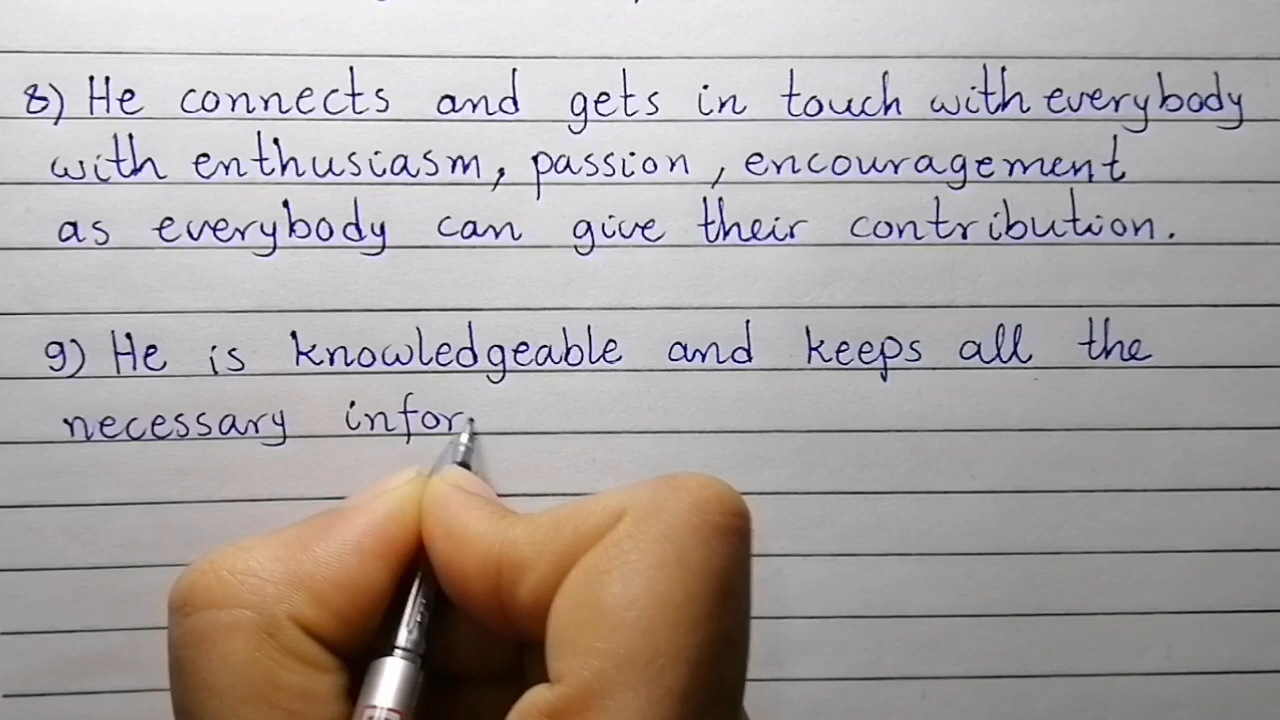 8) He connects and gets in touch with everybody
with enthusiasm, passion, encouragement
as everybody can give their contribution.
9) He is knowledgeable and keeps all the
necessary infor